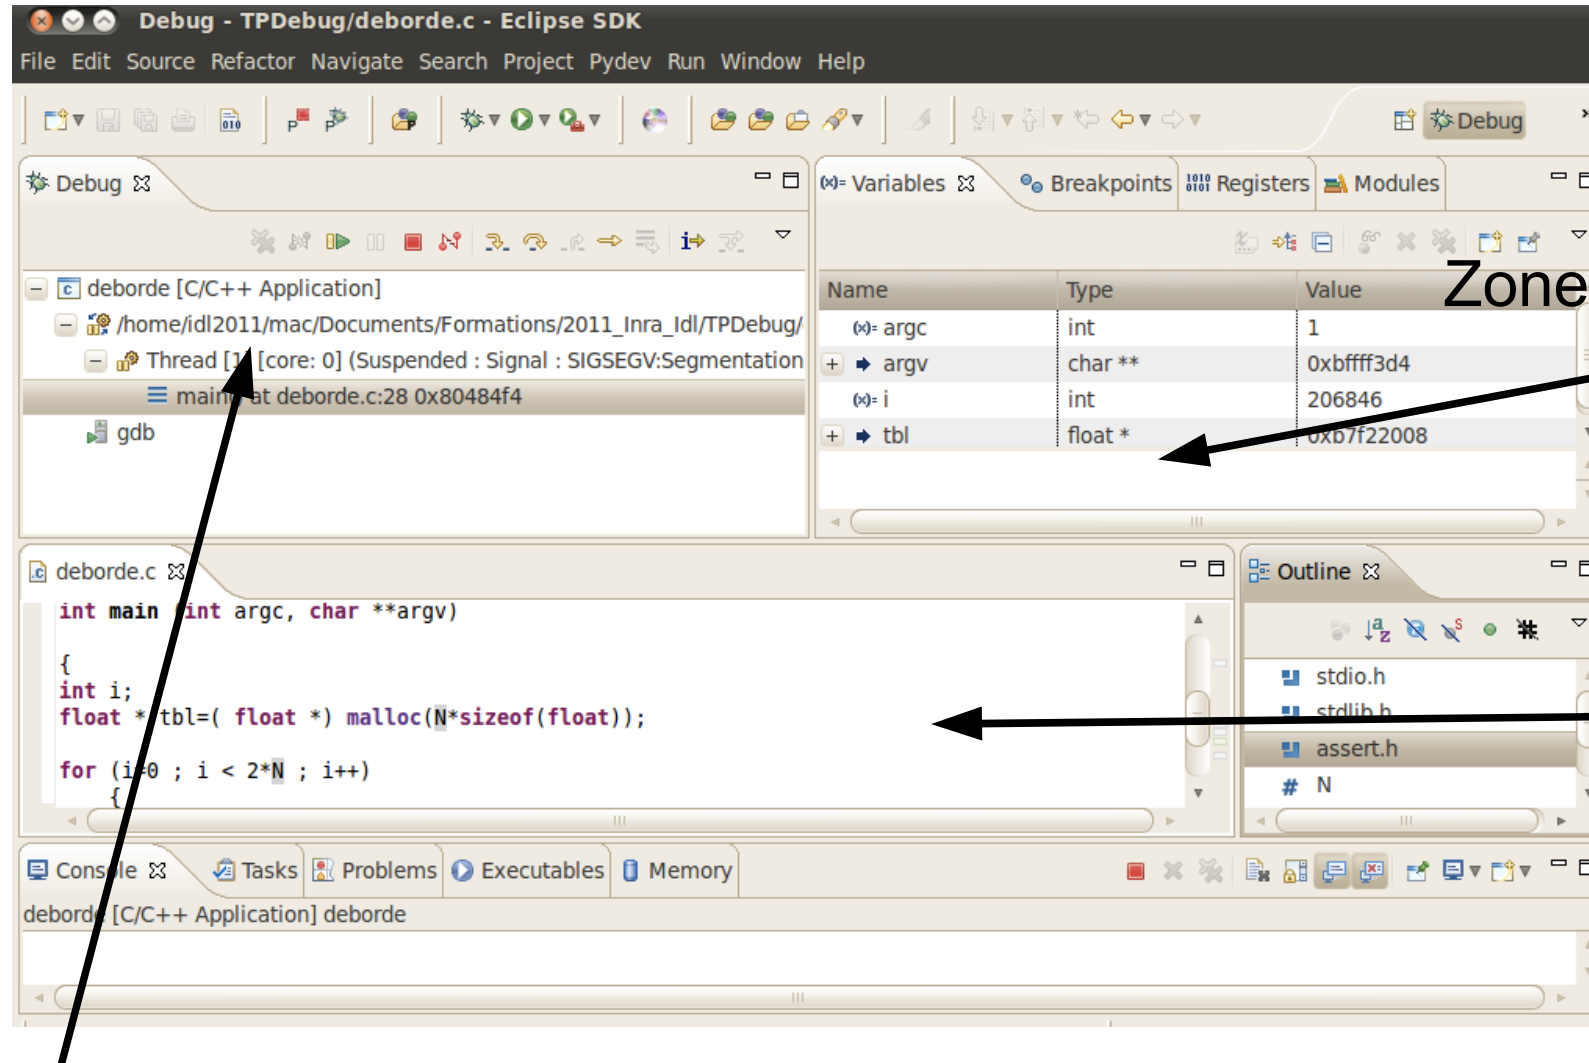 Debug - TPDebug/deborde.c - Eclipse SDK
File Edit Source Refactor Navigate Search Project Pydev Run Window Help
Debug
Debug
Variables Breakpoints Registers Modules
deborde [C/C++ Application]
/home/idl2011/mac/Documents/Formations/2011_Inra_Idl/TPDebug/
Thread [1] [core: 0] (Suspended : Signal : SIGSEGV:Segmentation
main() at deborde.c:28 0x80484f4
gdb
Zone
Name Type Value
argc int 1
argv char ** 0xbffff3d4
i int 206846
tbl float * 0xb7f22008
deborde.c
int main (int argc, char **argv)
{
int i;
float * tbl=( float *) malloc(N*sizeof(float));
for (i=0 ; i < 2*N ; i++)
{
Outline
stdio.h
stdlib.h
assert.h
# N
Console Tasks Problems Executables Memory
deborde [C/C++ Application] deborde